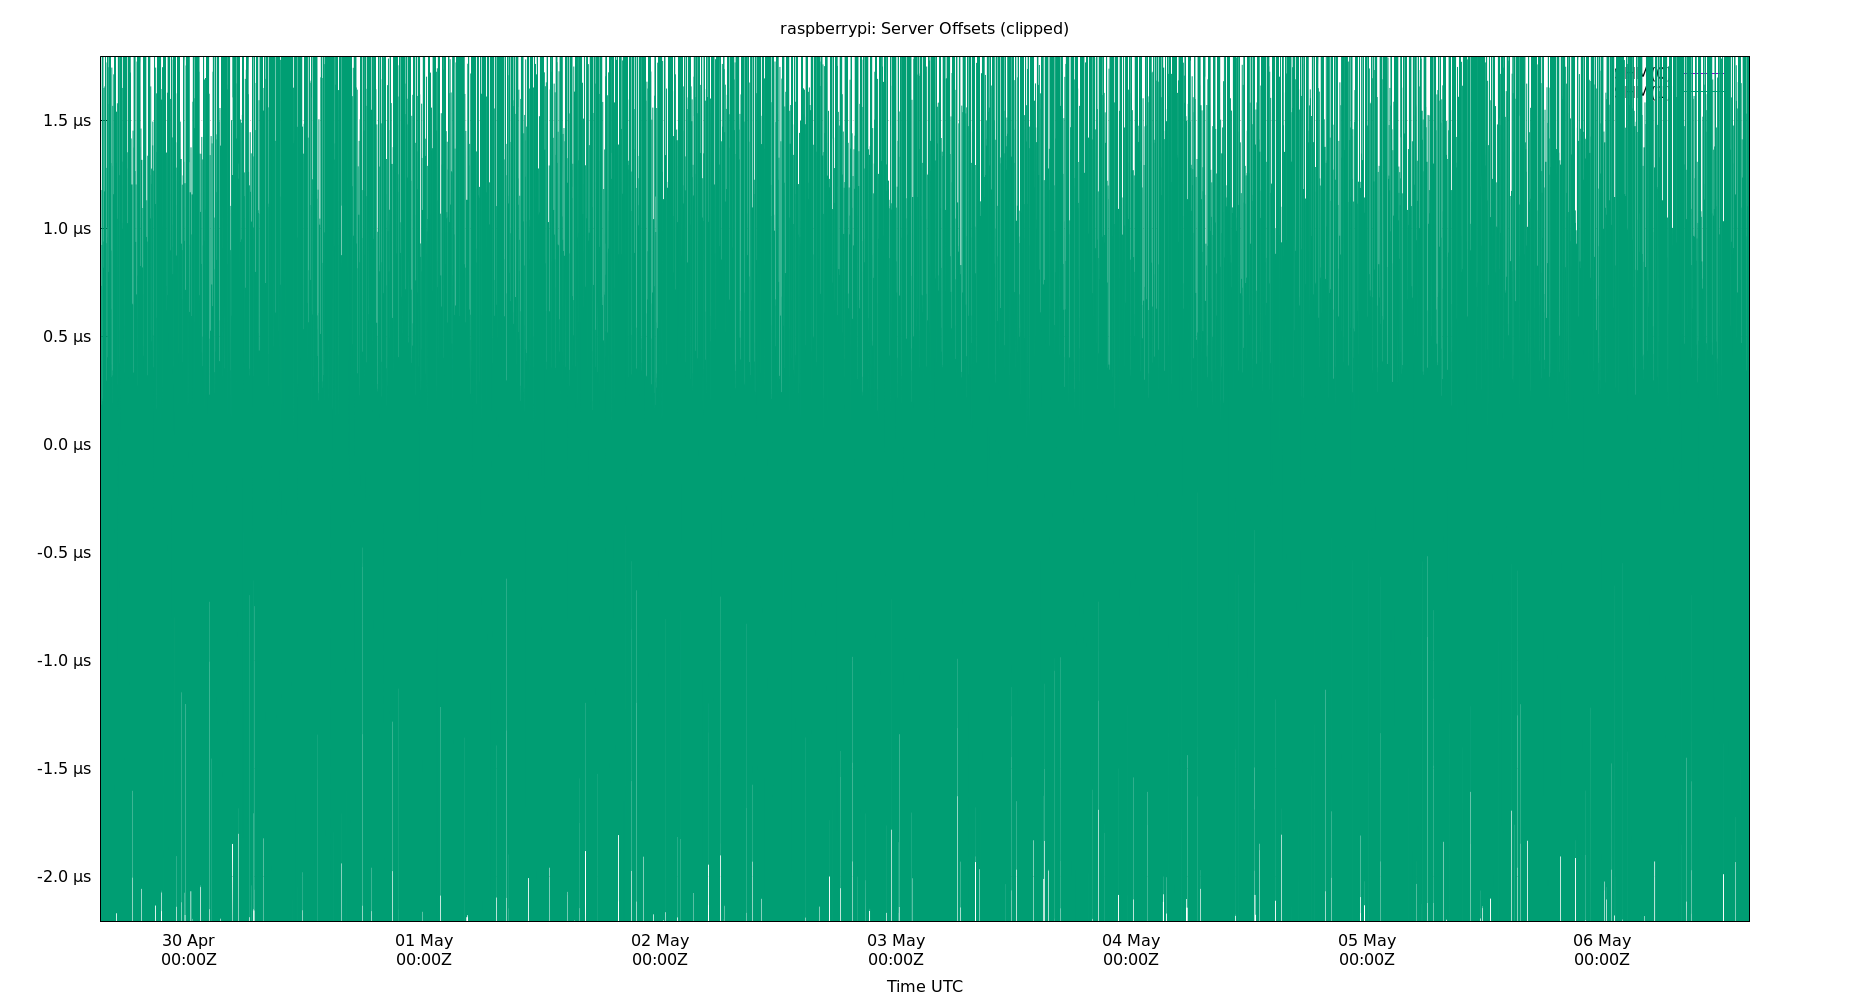 raspberrypi: Server Offsets (clipped)
1.5 µs
1.0 µs
0.5 µs
0.0 µs
-0.5 µs
-1.0 µs
-1.5 µs
-2.0 µs
30 Apr 01 May 02 May 03 May 04 May 05 May 06 May
00:00Z 00:00Z 00:00Z 00:00Z 00:00Z 00:00Z 00:00Z
Time UTC